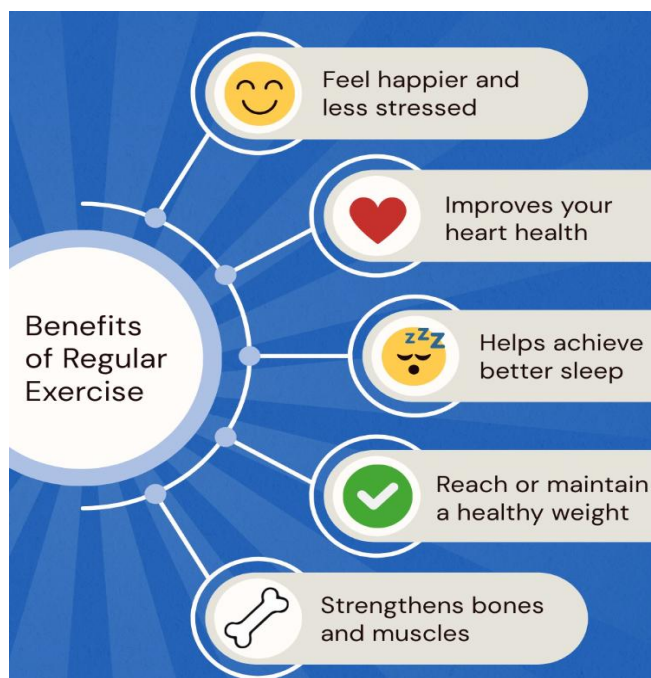 Feel happier and
less stressed
Improves your
heart health
Benefits
of Regular
Exercise
zzZ
Helps achieve
better sleep
Reach or maintain
a healthy weight
Strengthens bones
and muscles